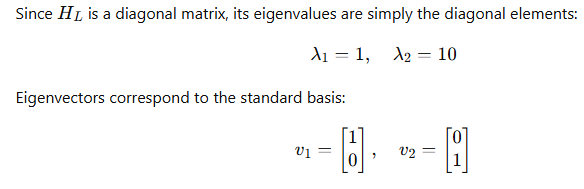 Since $H_L$ is a diagonal matrix, its eigenvalues are simply the diagonal elements:
$\lambda_1 = 1, \quad \lambda_2 = 10$
Eigenvectors correspond to the standard basis:
$v_1 = \begin{bmatrix} 1 \\ 0 \end{bmatrix}, \quad v_2 = \begin{bmatrix} 0 \\ 1 \end{bmatrix}$